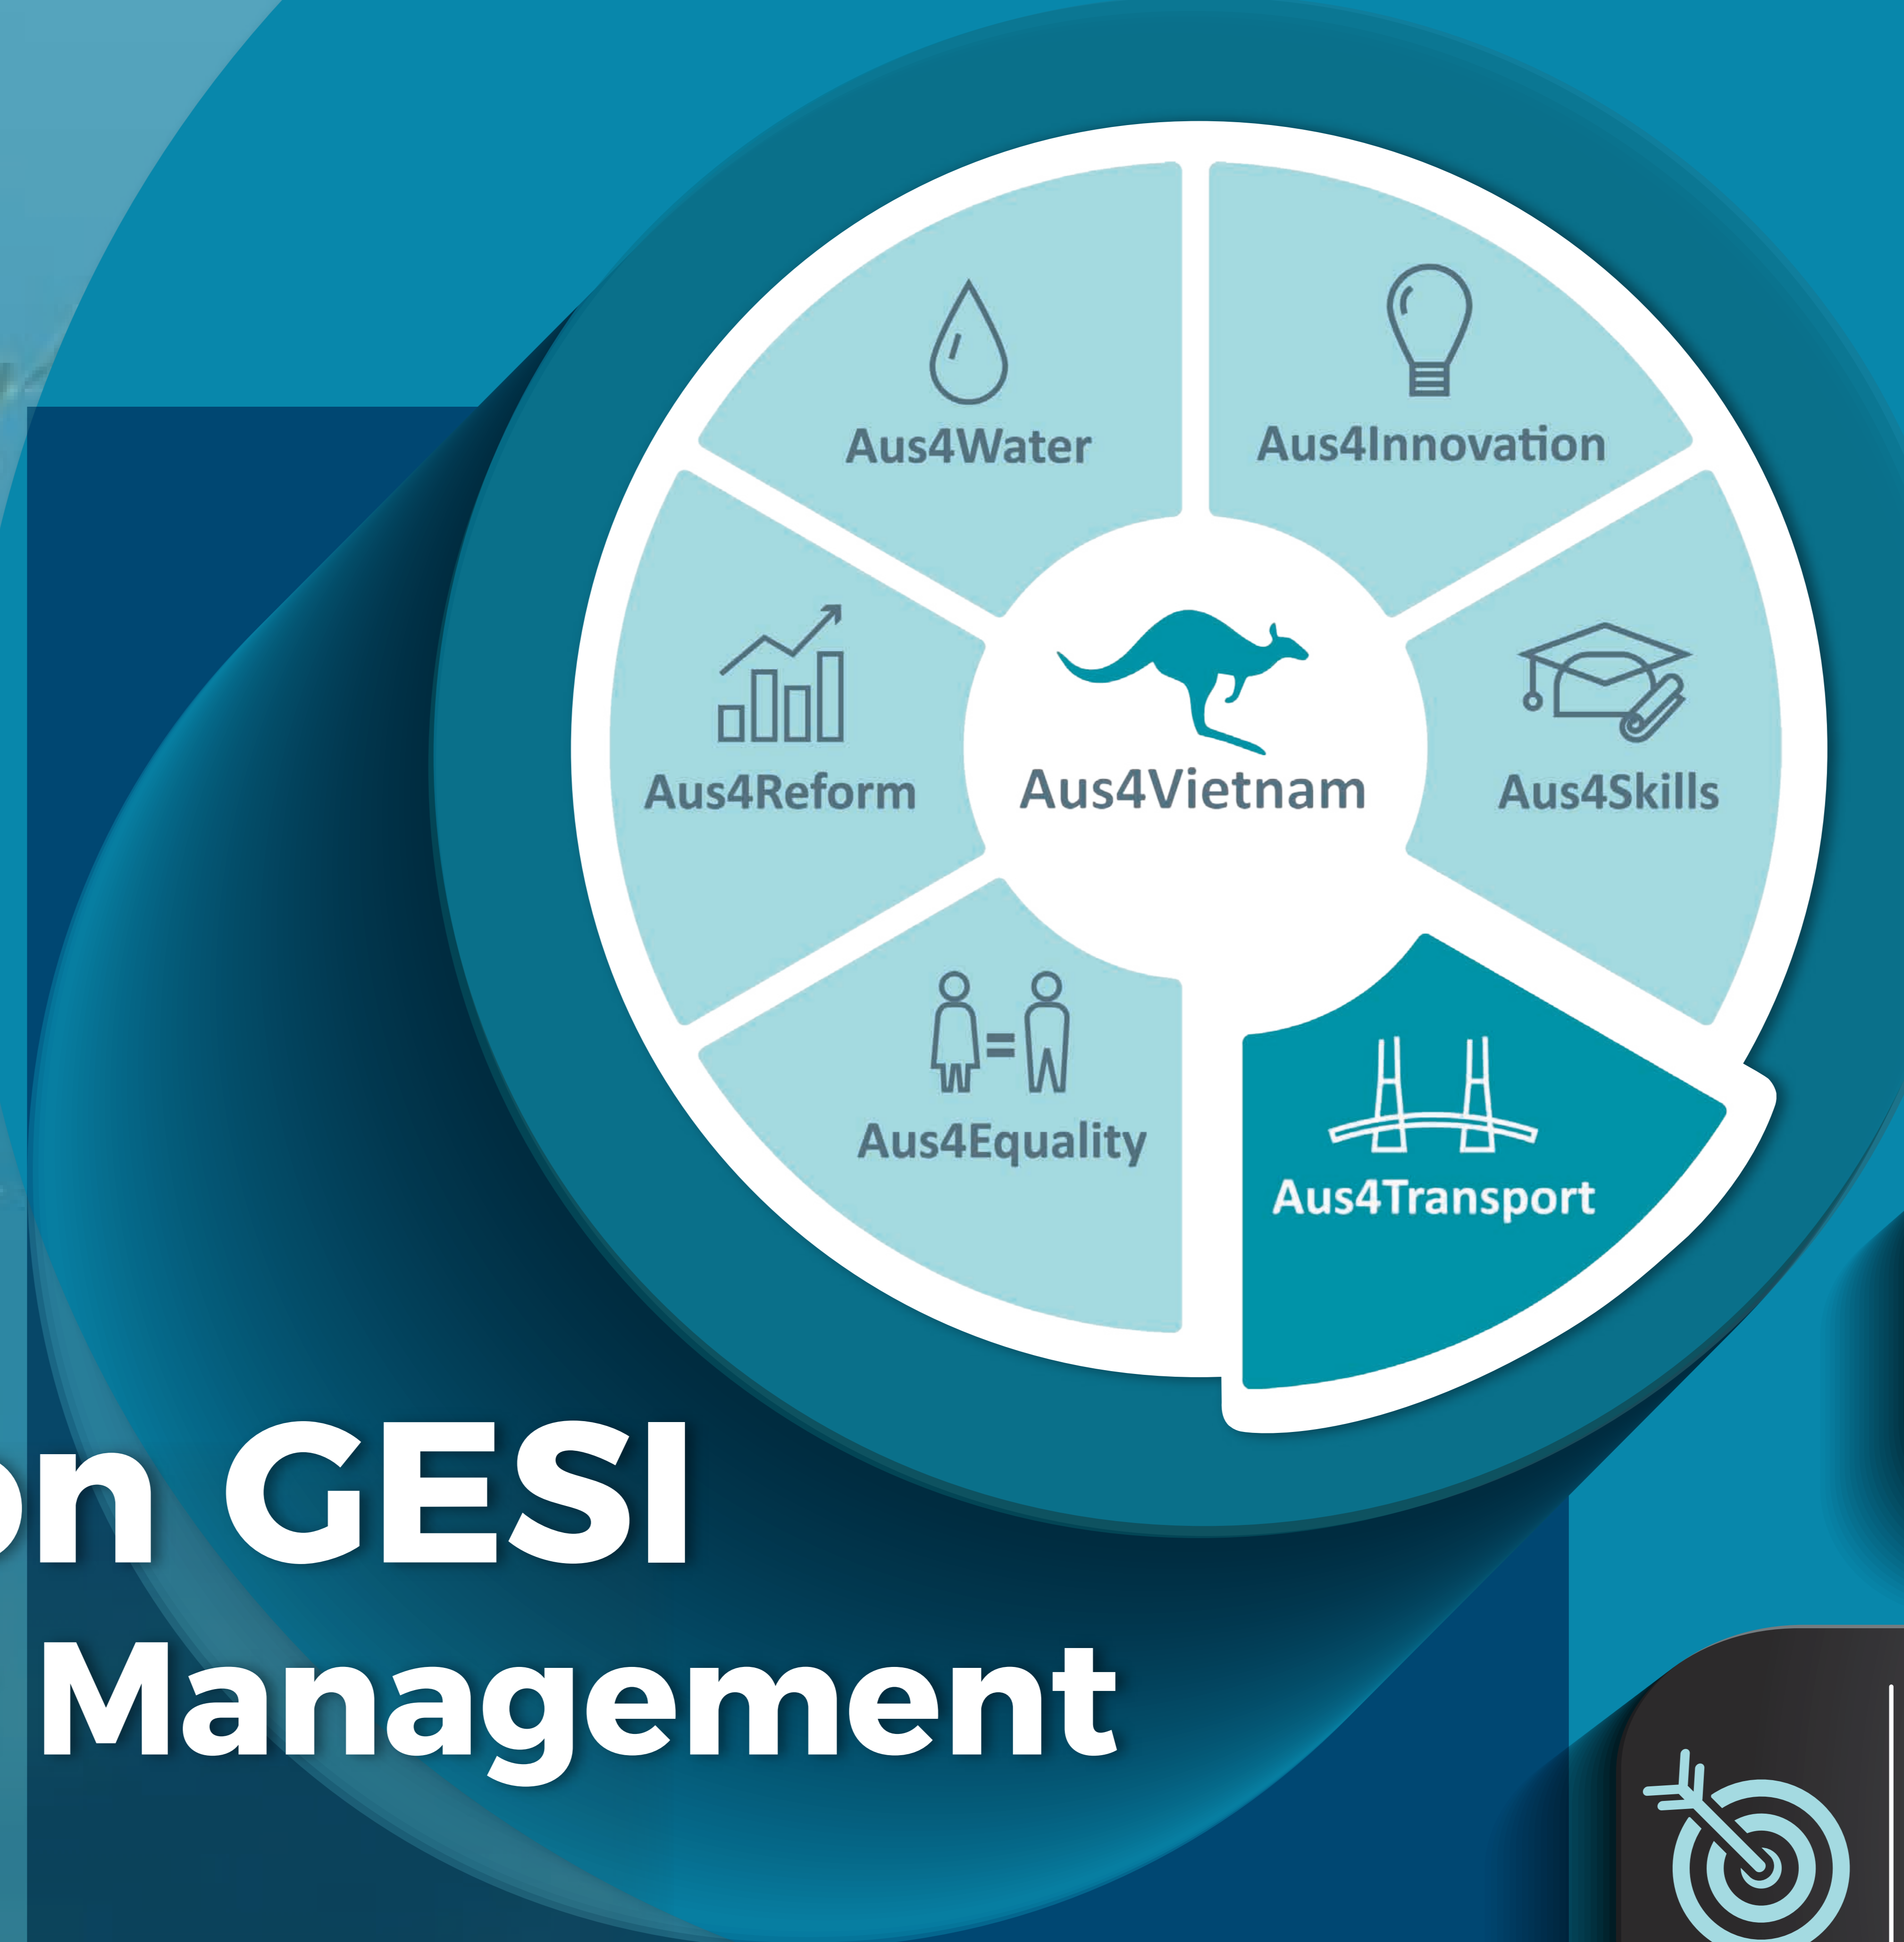 Aus4Water
Aus4Innovation
Aus4Reform
Aus4Vietnam
Aus4Skills
Aus4Equality
Aus4Transport
on GESI
Management